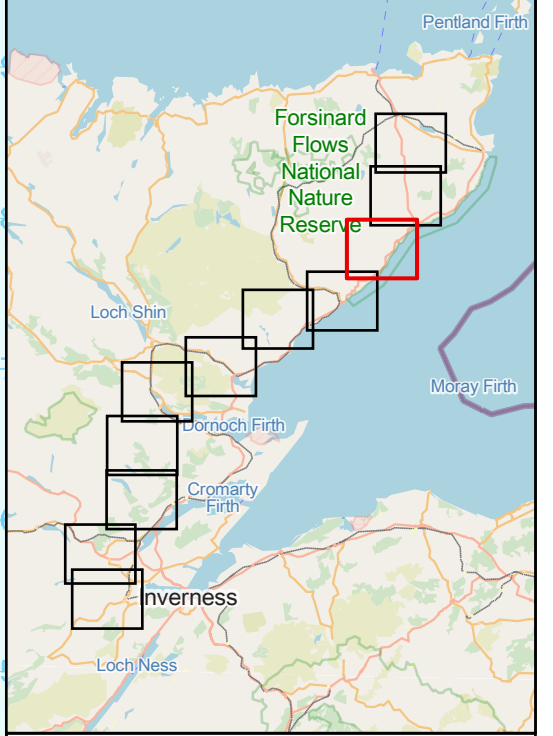 Pentland Firth
Forsinard
Flows
National
Nature
Reserve
Loch Shin
Moray Firth
Dornoch Firth
Cromarty
Firth
Inverness
Loch Ness